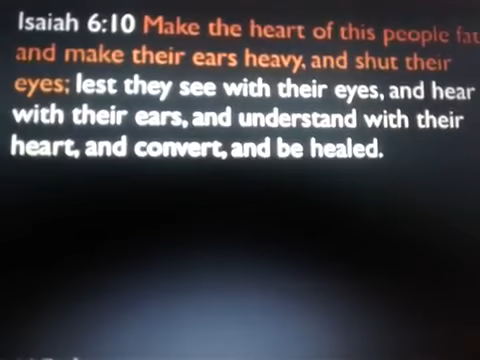 Isaiah 6:10 Make the heart of this people fat
and make their ears heavy, and shut their
eyes; lest they see with their eyes, and hear
with their ears, and understand with their
heart, and convert, and be healed.